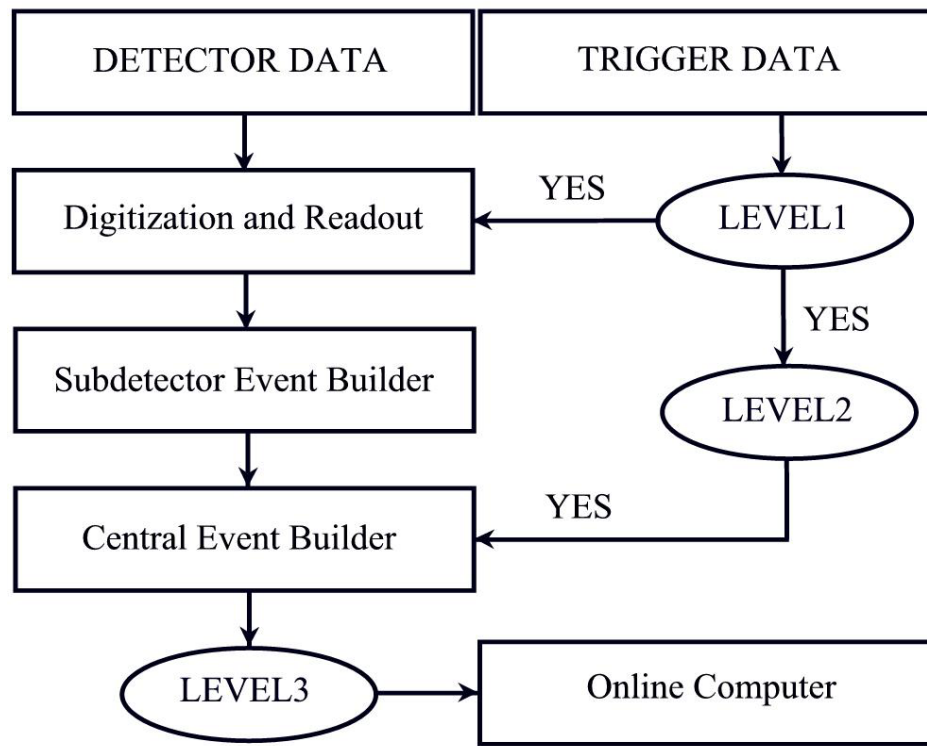 DETECTOR DATA
TRIGGER DATA
YES
Digitization and Readout
LEVEL1
YES
Subdetector Event Builder
LEVEL2
YES
Central Event Builder
LEVEL3
Online Computer